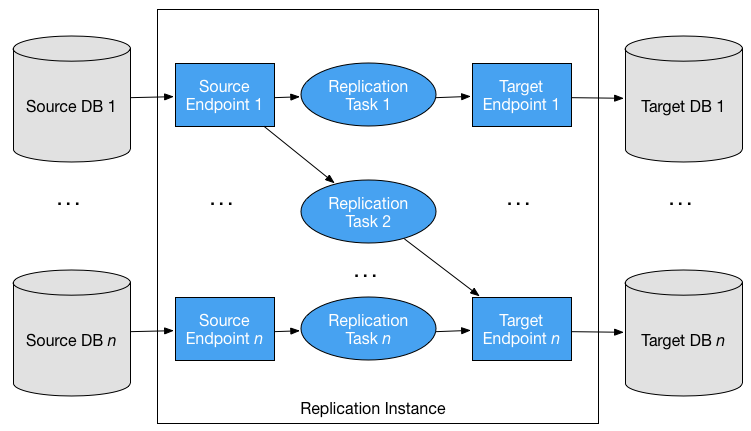 Source DB 1
Source
Endpoint 1
Replication
Task 1
Target
Endpoint 1
Target DB 1
...
...
Replication
Task 2
...
...
...
Source DB n
Source
Endpoint n
Replication
Task n
Target
Endpoint n
Target DB n
Replication Instance